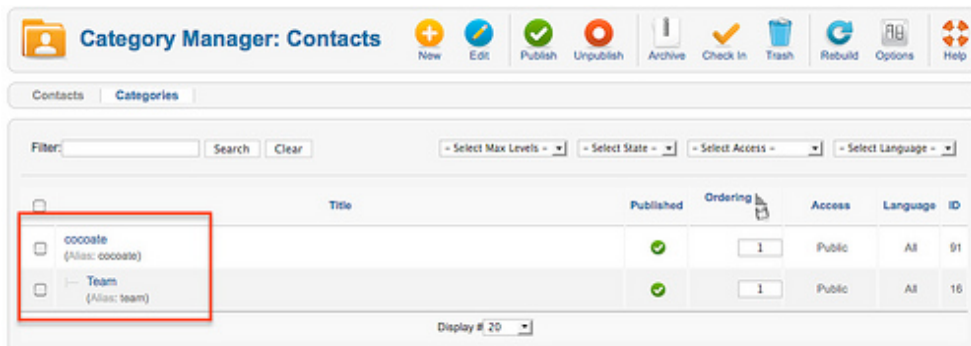 Category Manager: Contacts
New Edit Publish Unpublish Archive Check In Trash Rebuild Options Help
Contacts Categories
Filter: Search Clear - Select Max Levels - - Select State - - Select Access - - Select Language -
Title Published Ordering Access Language ID
cocoate
(Alias: cocoate) 1 Public All 91
Team
(Alias: team) 1 Public All 16
Display # 20